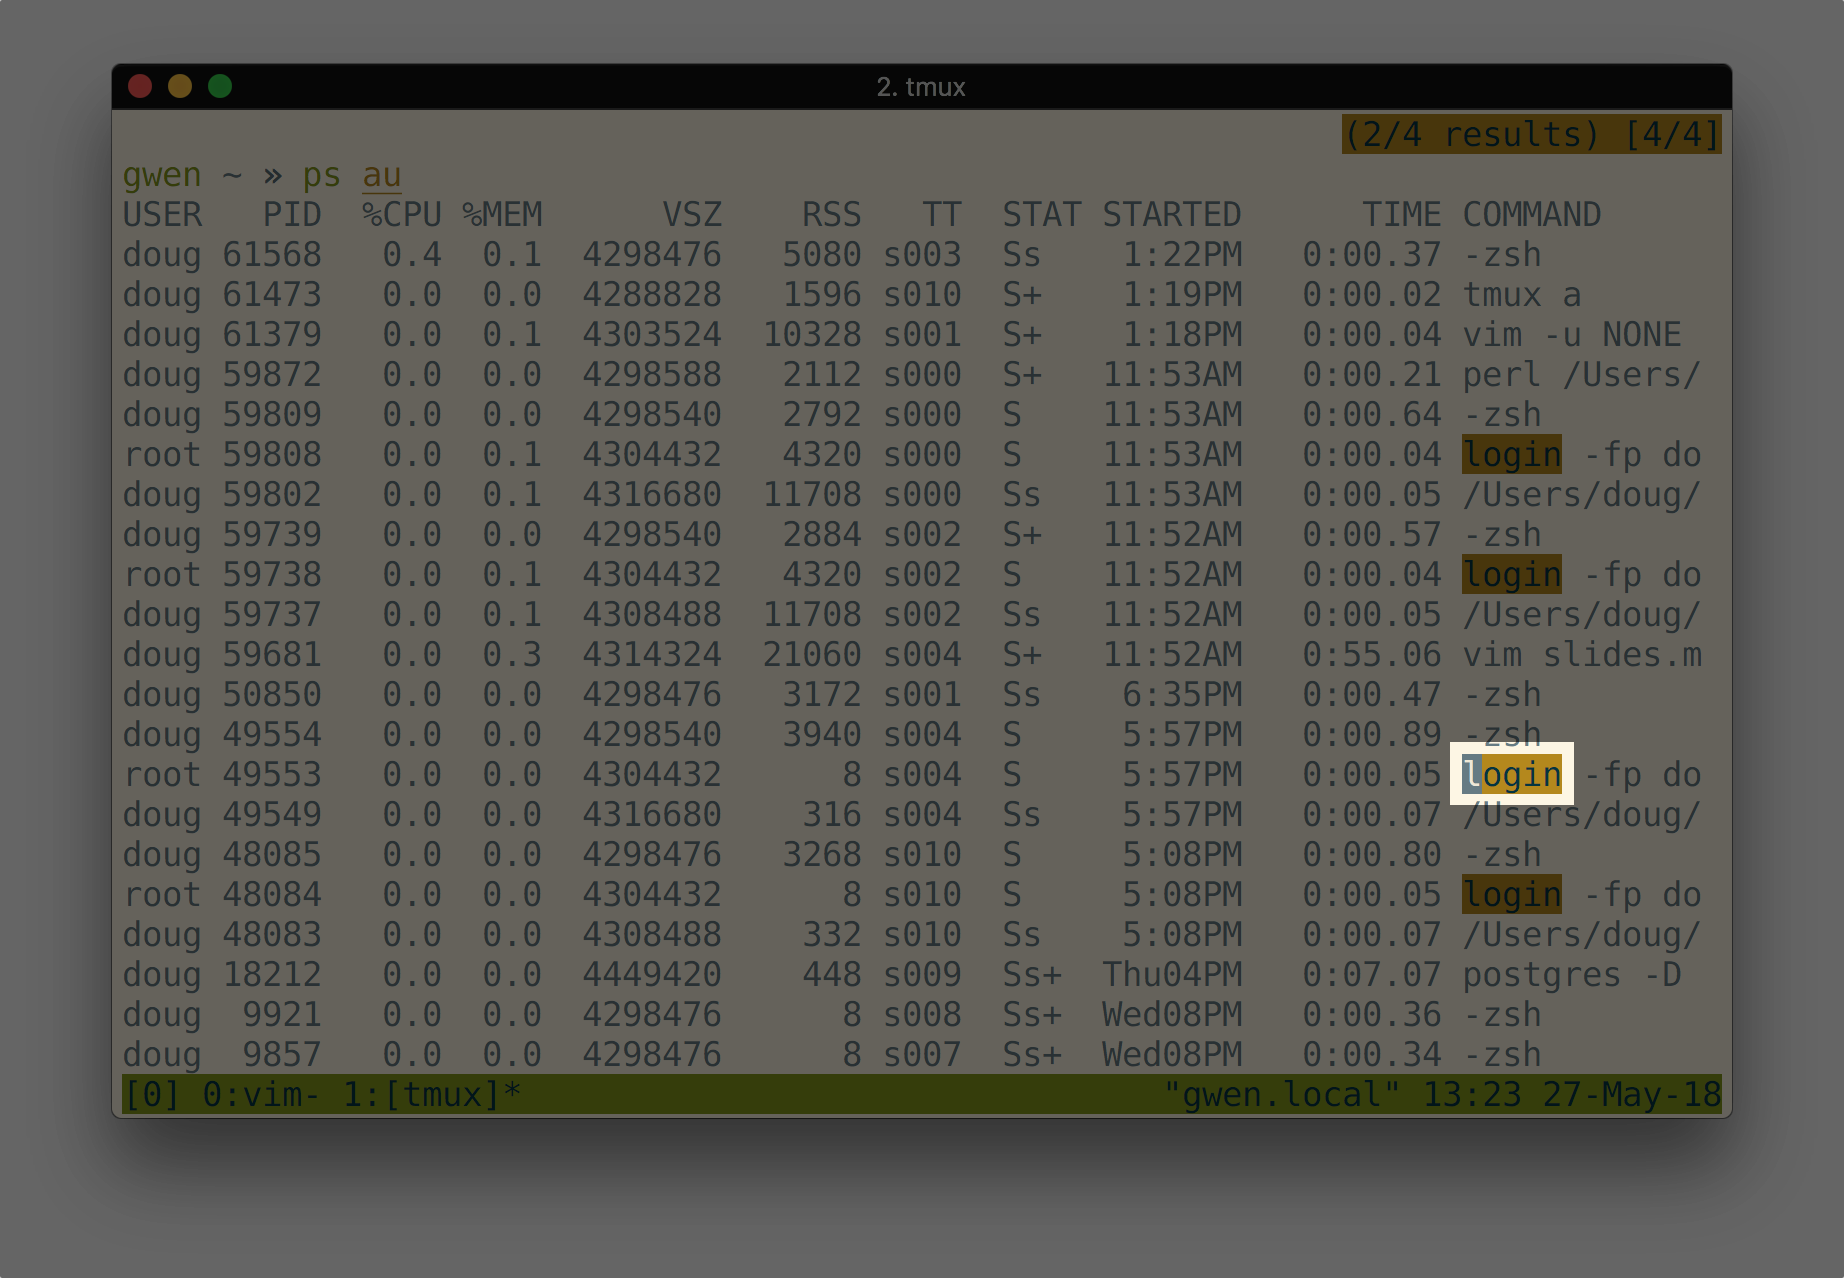 2. tmux
(2/4 results) [4/4]
gwen ~ » ps au
USER PID %CPU %MEM VSZ RSS TT STAT STARTED TIME COMMAND
doug 61568 0.4 0.1 4298476 5080 s003 Ss 1:22PM 0:00.37 -zsh
doug 61473 0.0 0.0 4288828 1596 s010 S+ 1:19PM 0:00.02 tmux a
doug 61379 0.0 0.1 4303524 10328 s001 S+ 1:18PM 0:00.04 vim -u NONE
doug 59872 0.0 0.0 4298588 2112 s000 S+ 11:53AM 0:00.21 perl /Users/
doug 59809 0.0 0.0 4298540 2792 s000 S 11:53AM 0:00.64 -zsh
root 59808 0.0 0.1 4304432 4320 s000 S 11:53AM 0:00.04 login -fp do
doug 59802 0.0 0.1 4316680 11708 s000 Ss 11:53AM 0:00.05 /Users/doug/
doug 59739 0.0 0.0 4298540 2884 s002 S+ 11:52AM 0:00.57 -zsh
root 59738 0.0 0.1 4304432 4320 s002 S 11:52AM 0:00.04 login -fp do
doug 59737 0.0 0.1 4308488 11708 s002 Ss 11:52AM 0:00.05 /Users/doug/
doug 59681 0.0 0.3 4314324 21060 s004 S+ 11:52AM 0:55.06 vim slides.m
doug 50850 0.0 0.0 4298476 3172 s001 Ss 6:35PM 0:00.47 -zsh
doug 49554 0.0 0.0 4298540 3940 s004 S 5:57PM 0:00.89 -zsh
root 49553 0.0 0.0 4304432 8 s004 S 5:57PM 0:00.05 login -fp do
doug 49549 0.0 0.0 4316680 316 s004 Ss 5:57PM 0:00.07 /Users/doug/
doug 48085 0.0 0.0 4298476 3268 s010 S 5:08PM 0:00.80 -zsh
root 48084 0.0 0.0 4304432 8 s010 S 5:08PM 0:00.05 login -fp do
doug 48083 0.0 0.0 4308488 332 s010 Ss 5:08PM 0:00.07 /Users/doug/
doug 18212 0.0 0.0 4449420 448 s009 Ss+ Thu04PM 0:07.07 postgres -D
doug 9921 0.0 0.0 4298476 8 s008 Ss+ Wed08PM 0:00.36 -zsh
doug 9857 0.0 0.0 4298476 8 s007 Ss+ Wed08PM 0:00.34 -zsh
[0] 0:vim- 1:[tmux]* "gwen.local" 13:23 27-May-18